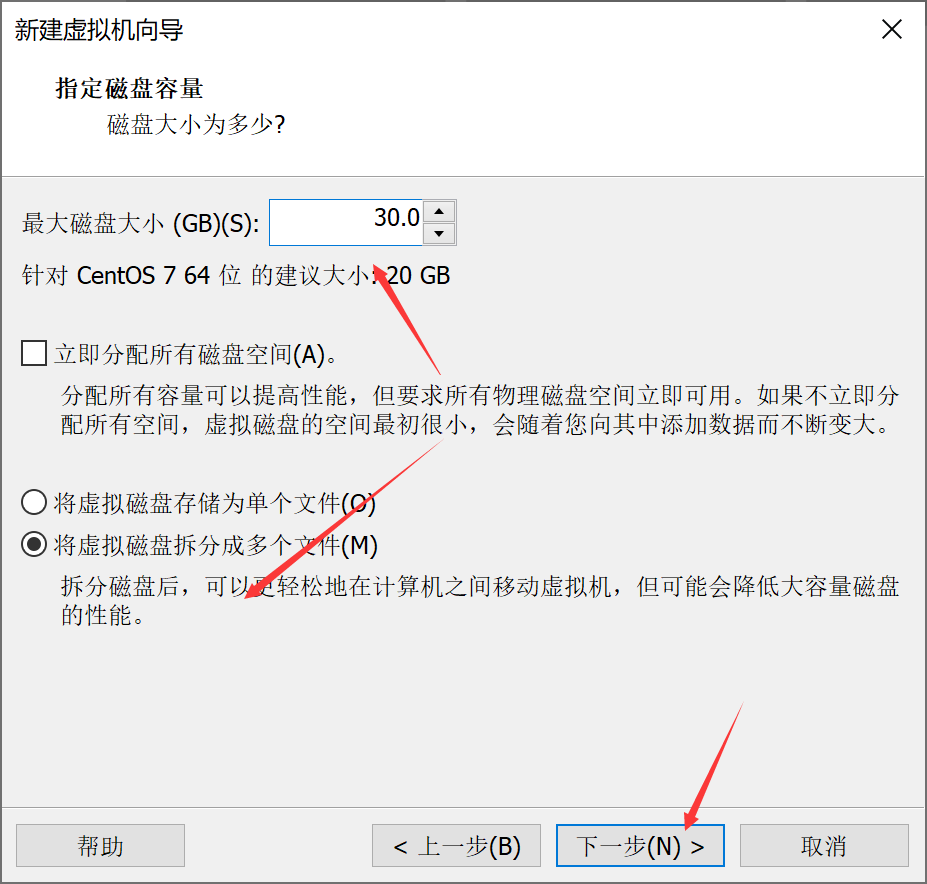 新建虚拟机向导
指定磁盘容量
磁盘大小为多少?
最大磁盘大小 (GB)(S): 30.0
针对 CentOS 7 64 位 的建议大小: 20 GB
立即分配所有磁盘空间(A)。
分配所有容量可以提高性能，但要求所有物理磁盘空间立即可用。如果不立即分
配所有空间，虚拟磁盘的空间最初很小，会随着您向其中添加数据而不断变大。
将虚拟磁盘存储为单个文件(O)
将虚拟磁盘拆分成多个文件(M)
拆分磁盘后，可以更轻松地在计算机之间移动虚拟机，但可能会降低大容量磁盘
的性能。
帮助 < 上一步(B) 下一步(N) > 取消